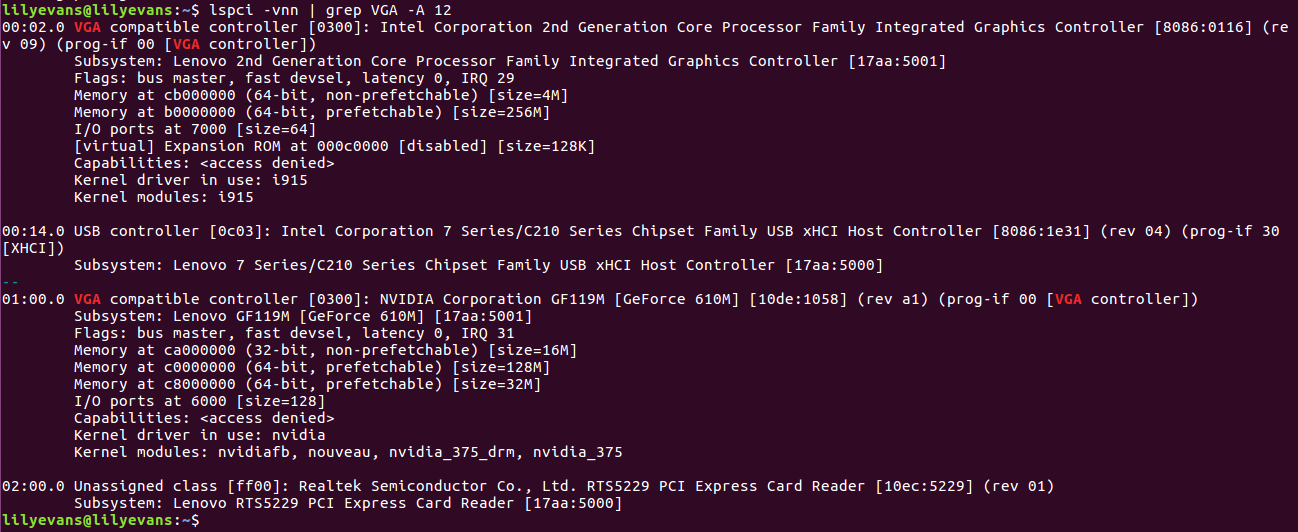 lilyevans@lilyevans:~$ lspci -vnn | grep VGA -A 12
00:02.0 VGA compatible controller [0300]: Intel Corporation 2nd Generation Core Processor Family Integrated Graphics Controller [8086:0116] (re
v 09) (prog-if 00 [VGA controller])
Subsystem: Lenovo 2nd Generation Core Processor Family Integrated Graphics Controller [17aa:5001]
Flags: bus master, fast devsel, latency 0, IRQ 29
Memory at cb000000 (64-bit, non-prefetchable) [size=4M]
Memory at b0000000 (64-bit, prefetchable) [size=256M]
I/O ports at 7000 [size=64]
[virtual] Expansion ROM at 000c0000 [disabled] [size=128K]
Capabilities: <access denied>
Kernel driver in use: i915
Kernel modules: i915
00:14.0 USB controller [0c03]: Intel Corporation 7 Series/C210 Series Chipset Family USB xHCI Host Controller [8086:1e31] (rev 04) (prog-if 30
[XHCI])
Subsystem: Lenovo 7 Series/C210 Series Chipset Family USB xHCI Host Controller [17aa:5000]
--
01:00.0 VGA compatible controller [0300]: NVIDIA Corporation GF119M [GeForce 610M] [10de:1058] (rev a1) (prog-if 00 [VGA controller])
Subsystem: Lenovo GF119M [GeForce 610M] [17aa:5001]
Flags: bus master, fast devsel, latency 0, IRQ 31
Memory at ca000000 (32-bit, non-prefetchable) [size=16M]
Memory at c0000000 (64-bit, prefetchable) [size=128M]
Memory at c8000000 (64-bit, prefetchable) [size=32M]
I/O ports at 6000 [size=128]
Capabilities: <access denied>
Kernel driver in use: nvidia
Kernel modules: nvidiafb, nouveau, nvidia_375_drm, nvidia_375
02:00.0 Unassigned class [ff00]: Realtek Semiconductor Co., Ltd. RTS5229 PCI Express Card Reader [10ec:5229] (rev 01)
Subsystem: Lenovo RTS5229 PCI Express Card Reader [17aa:5000]
lilyevans@lilyevans:~$